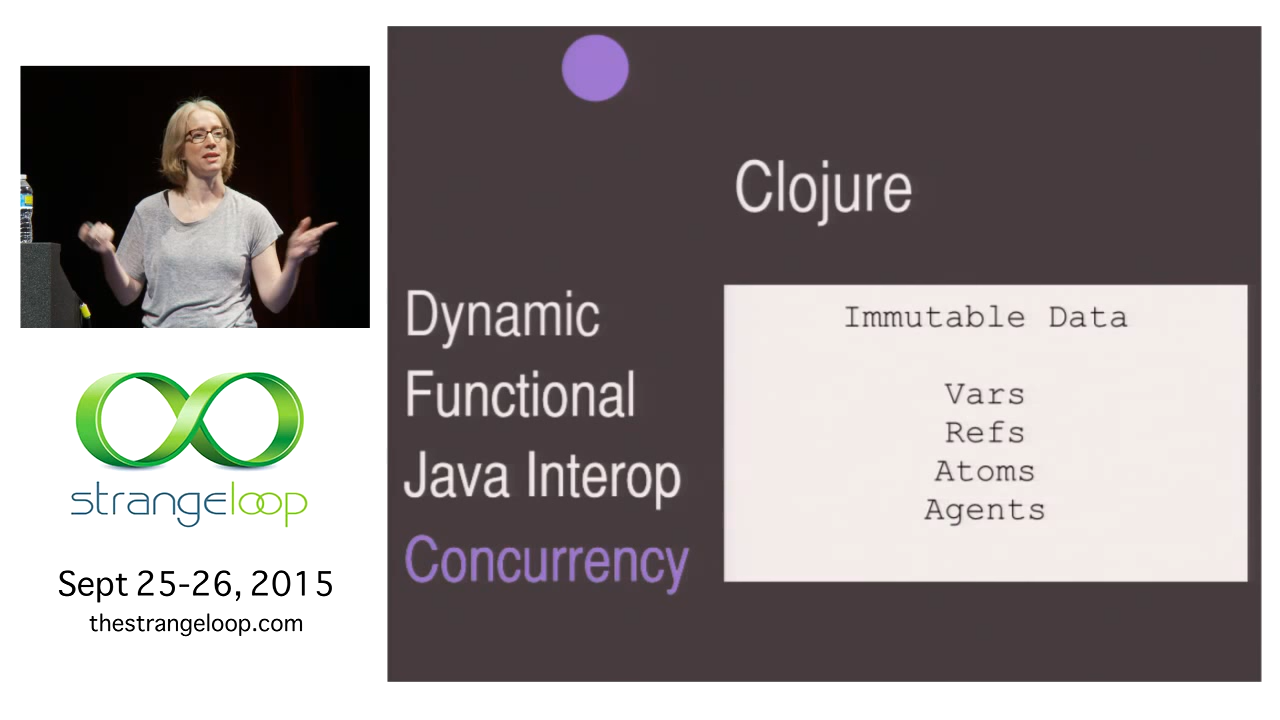 strangeloop
Sept 25-26, 2015
thestrangeloop.com
Clojure
Dynamic
Functional
Java Interop
Concurrency
Immutable Data
Vars
Refs
Atoms
Agents